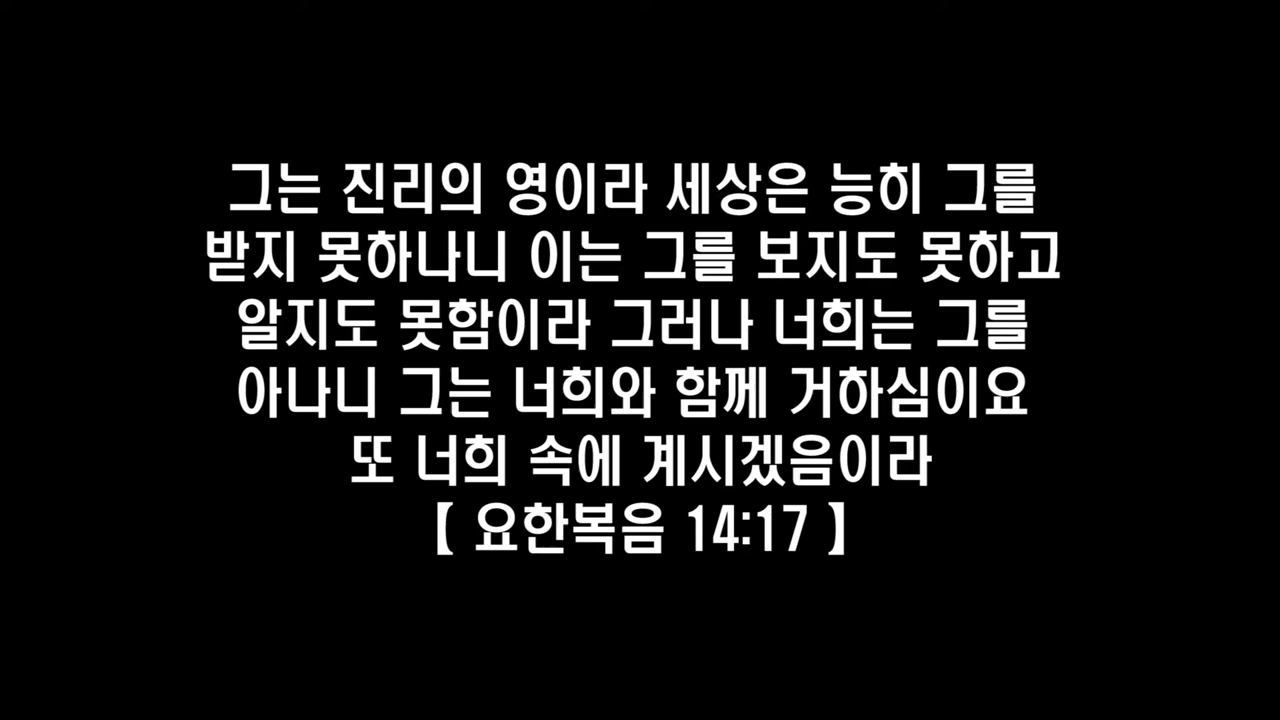 그는 진리의 영이라 세상은 능히 그를
받지 못하나니 이는 그를 보지도 못하고
알지도 못함이라 그러나 너희는 그를
아나니 그는 너희와 함께 거하심이요
또 너희 속에 계시겠음이라
【 요한복음 14:17 】